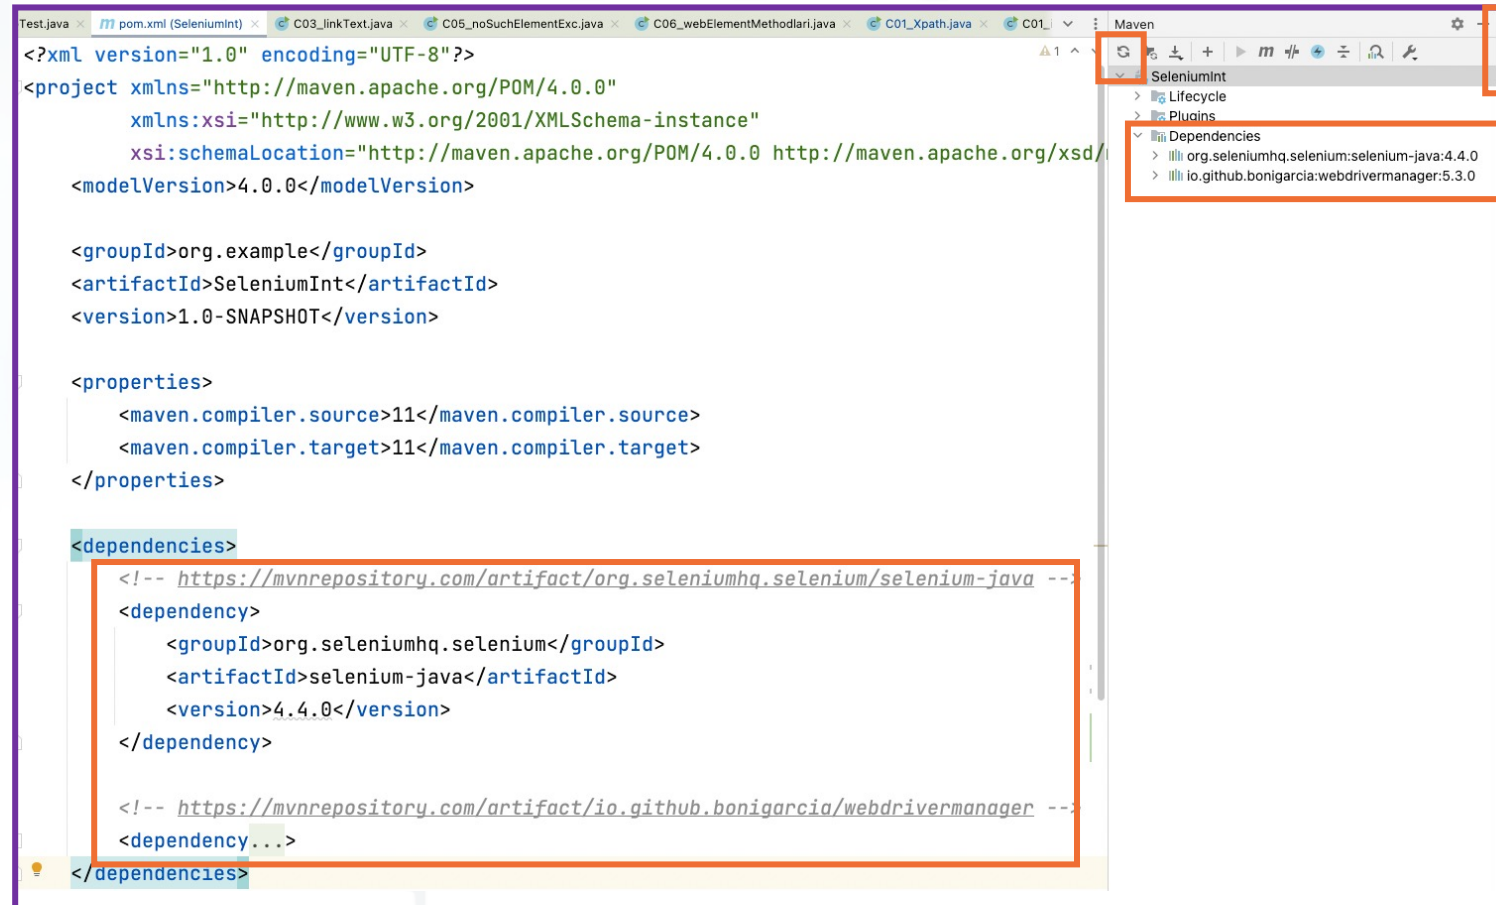 Test.java
pom.xml (SeleniumInt)
C03_linkText.java
C05_noSuchElementExc.java
C06_webElementMethodlari.java
C01_Xpath.java
C01_
Maven
<?xml version="1.0" encoding="UTF-8"?>
1
<project xmlns="http://maven.apache.org/POM/4.0.0"
xmlns:xsi="http://www.w3.org/2001/XMLSchema-instance"
xsi:schemaLocation="http://maven.apache.org/POM/4.0.0 http://maven.apache.org/xsd/
<modelVersion>4.0.0</modelVersion>
<groupId>org.example</groupId>
<artifactId>SeleniumInt</artifactId>
<version>1.0-SNAPSHOT</version>
<properties>
<maven.compiler.source>11</maven.compiler.source>
<maven.compiler.target>11</maven.compiler.target>
</properties>
<dependencies>
<!-- https://mvnrepository.com/artifact/org.seleniumhq.selenium/selenium-java -->
<dependency>
<groupId>org.seleniumhq.selenium</groupId>
<artifactId>selenium-java</artifactId>
<version>4.4.0</version>
</dependency>
<!-- https://mvnrepository.com/artifact/io.github.bonigarcia/webdrivermanager -->
<dependency...>
</dependencies>
SeleniumInt
Lifecycle
Plugins
Dependencies
org.seleniumhq.selenium:selenium-java:4.4.0
io.github.bonigarcia:webdrivermanager:5.3.0